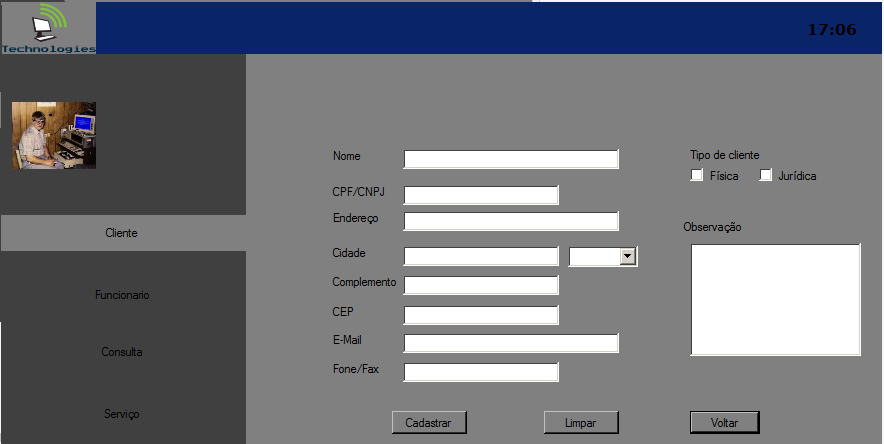 Technologies
17:06
Cliente
Funcionario
Consulta
Serviço
Nome
CPF/CNPJ
Endereço
Cidade
Complemento
CEP
E-Mail
Fone/Fax
Tipo de cliente
Física Jurídica
Observação
Cadastrar Limpar Voltar